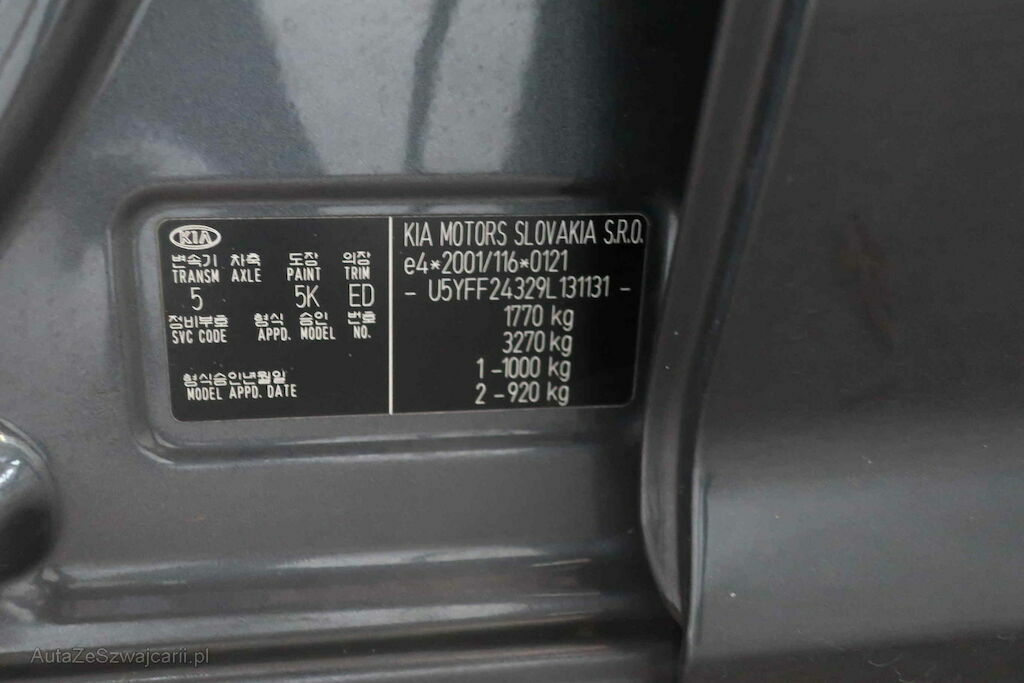 KIA
변속기 차축 도장 의장
TRANSM AXLE PAINT TRIM
5 5K ED
정비부호 형식 승인 번호
SVC CODE APPD. MODEL NO.
형식승인년월일
MODEL APPD. DATE
KIA MOTORS SLOVAKIA S.R.O.
e4*2001/116*0121
- U5YFF24329L131131 -
1770 kg
3270 kg
1 -1000 kg
2 -920 kg
AutaZeSzwajcarii.pl